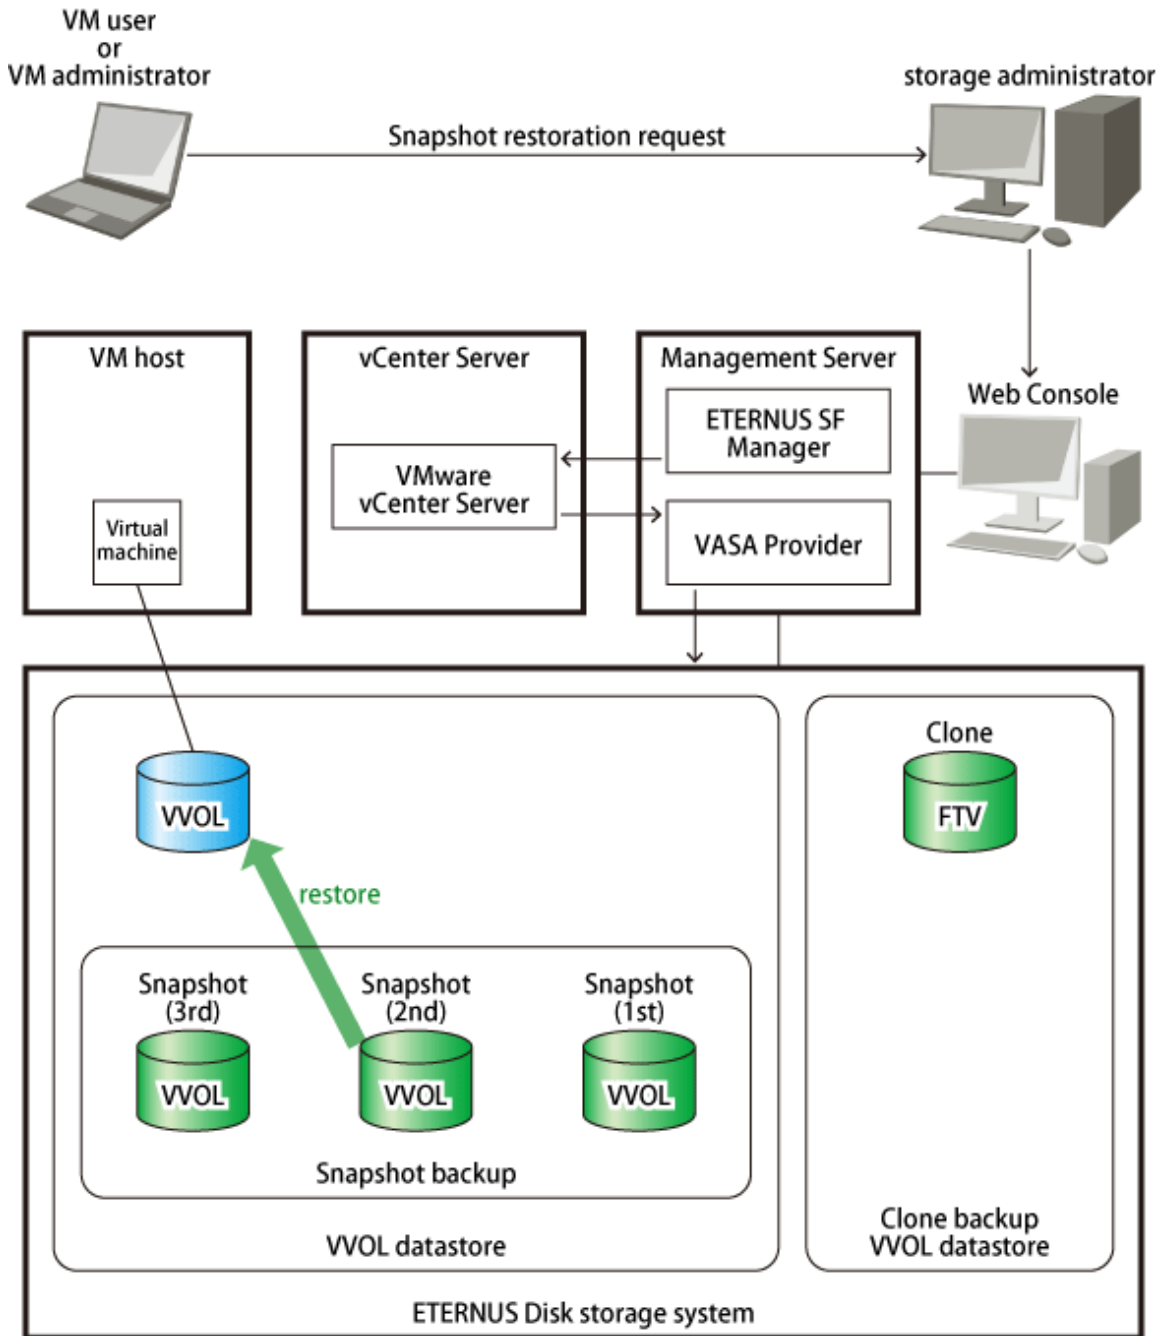 VM user
or
VM administrator
storage administrator
Snapshot restoration request
VM host
vCenter Server
Management Server
Web Console
ETERNUS SF
Manager
VMware
vCenter Server
Virtual
machine
VASA Provider
Clone
VVOL
FTV
restore
Snapshot
(3rd)
Snapshot
(2nd)
Snapshot
(1st)
VVOL
VVOL
VVOL
Snapshot backup
VVOL datastore
Clone backup
VVOL datastore
ETERNUS Disk storage system